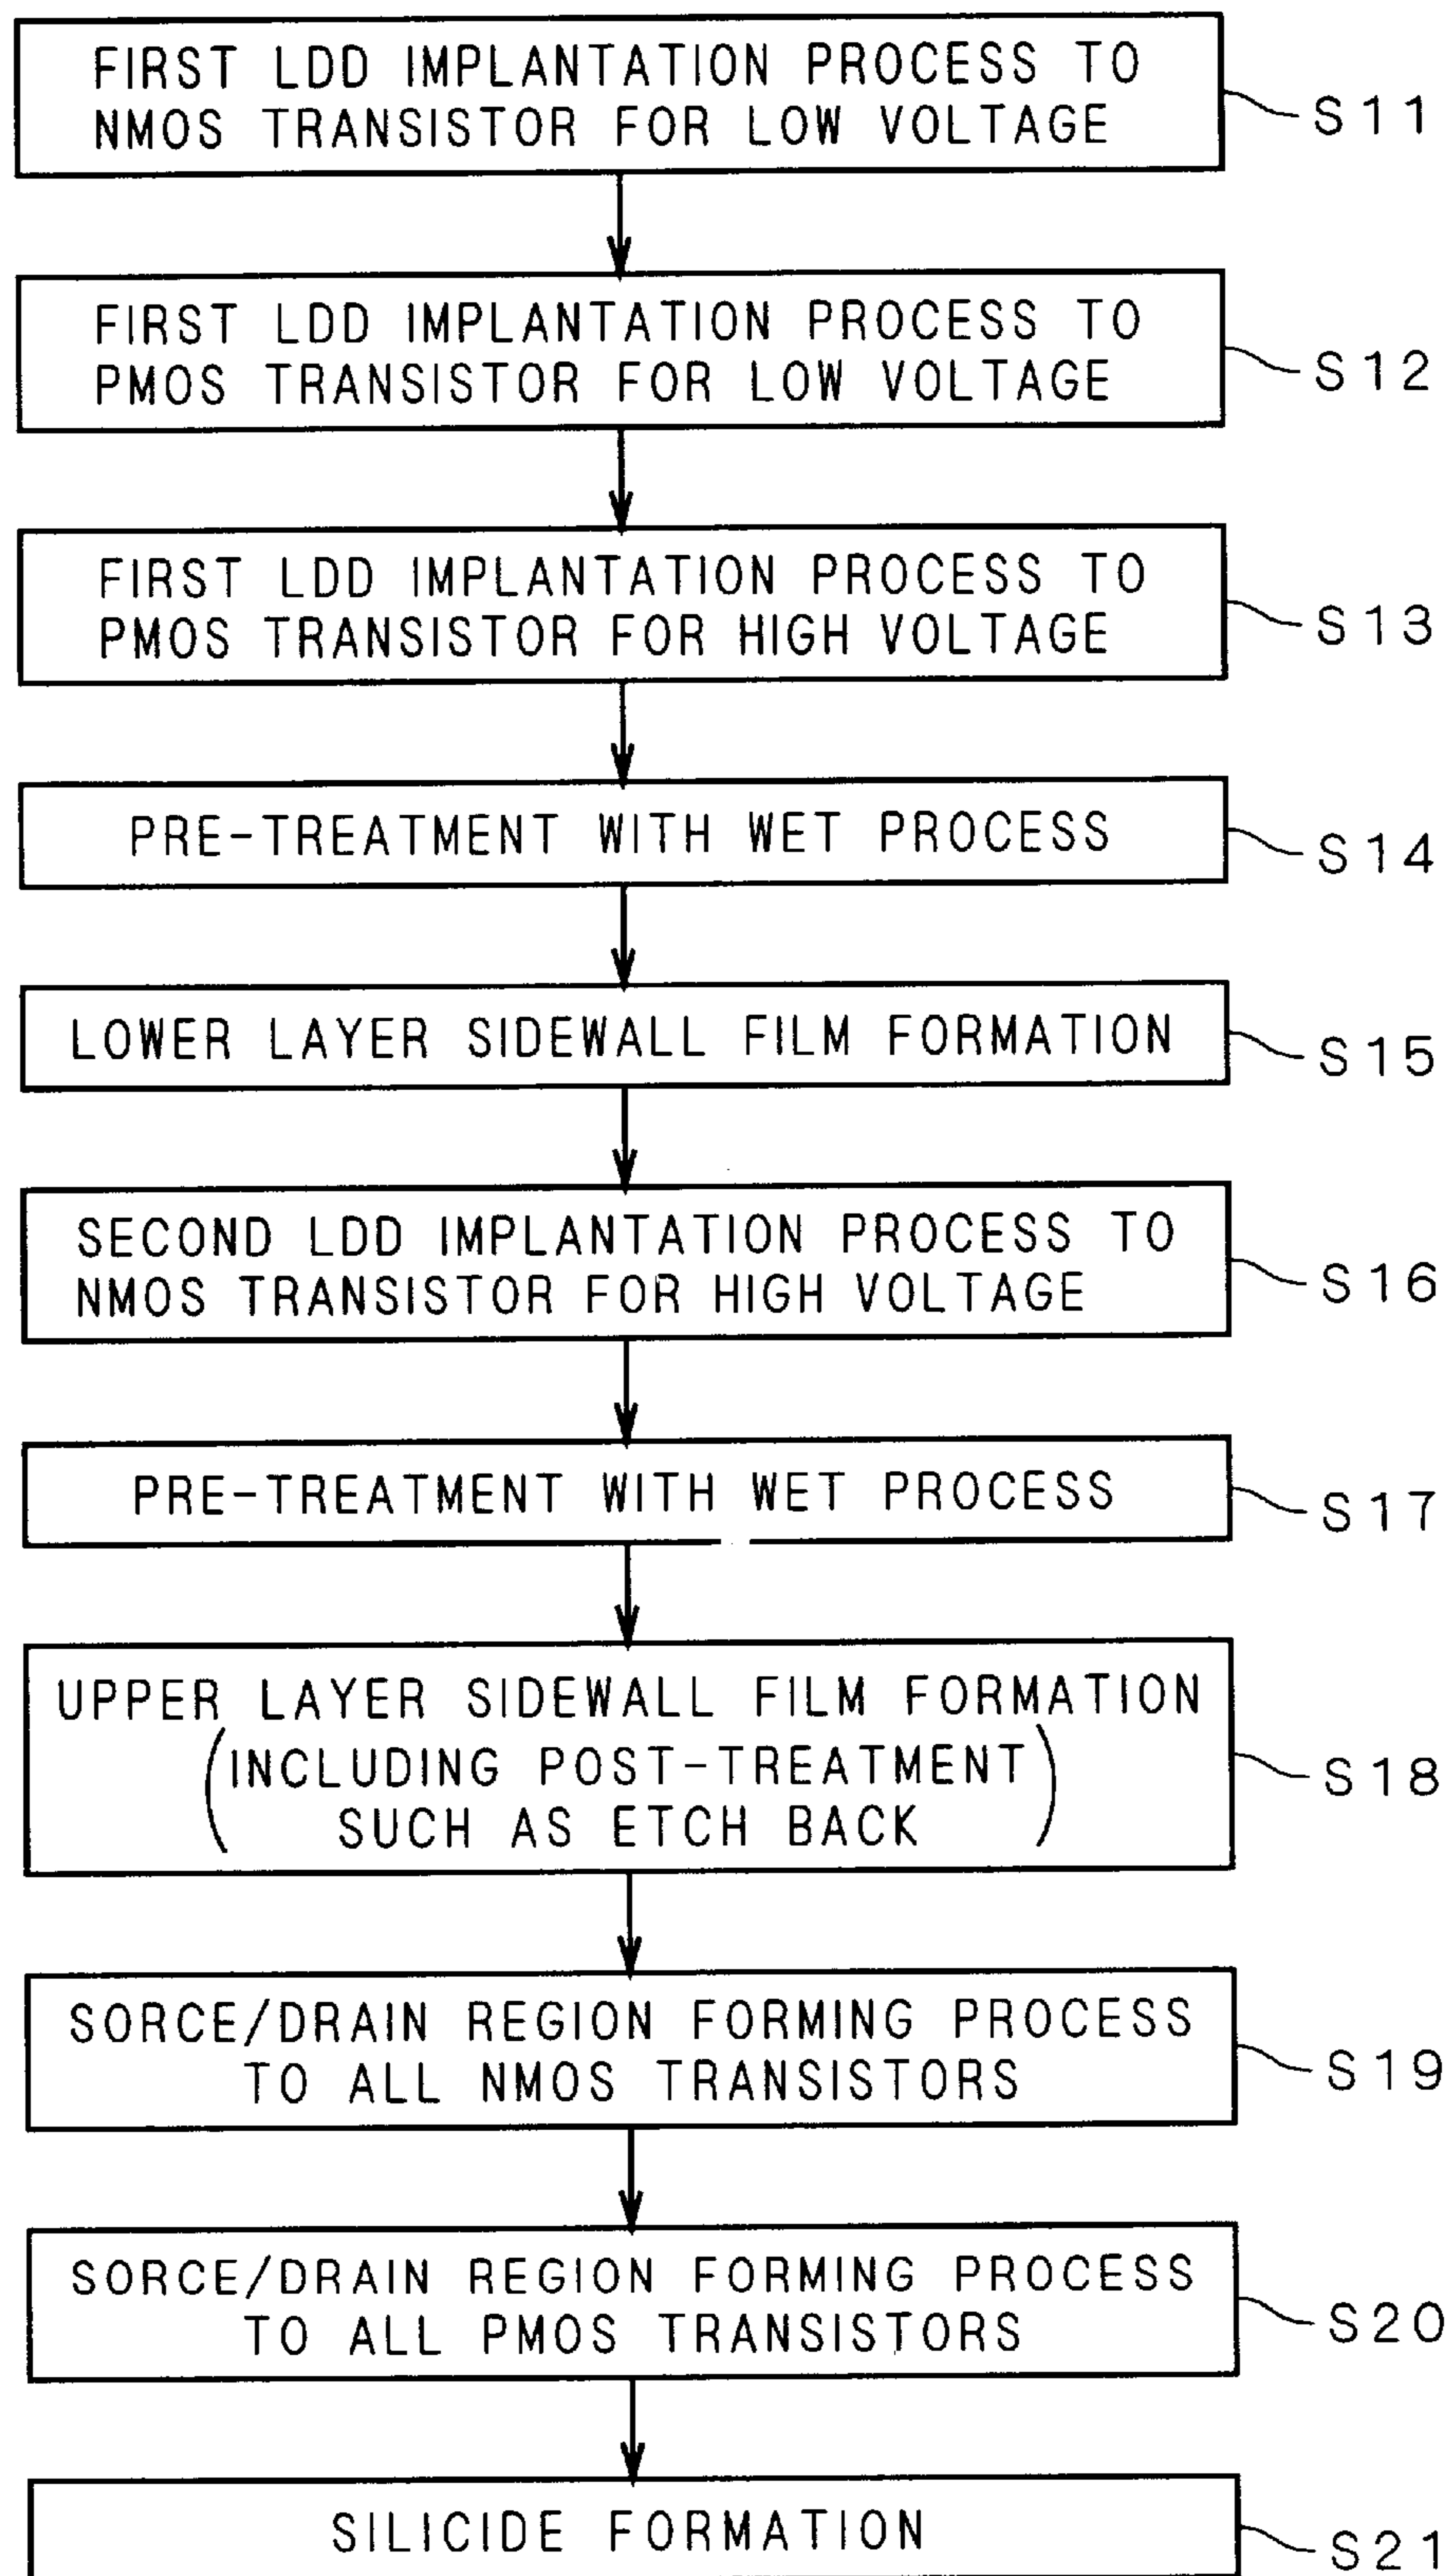 FIRST LDD IMPLANTATION PROCESS TO
NMOS TRANSISTOR FOR LOW VOLTAGE
S11
FIRST LDD IMPLANTATION PROCESS TO
PMOS TRANSISTOR FOR LOW VOLTAGE
S12
FIRST LDD IMPLANTATION PROCESS TO
PMOS TRANSISTOR FOR HIGH VOLTAGE
S13
PRE-TREATMENT WITH WET PROCESS
S14
LOWER LAYER SIDEWALL FILM FORMATION
S15
SECOND LDD IMPLANTATION PROCESS TO
NMOS TRANSISTOR FOR HIGH VOLTAGE
S16
PRE-TREATMENT WITH WET PROCESS
S17
UPPER LAYER SIDEWALL FILM FORMATION
(INCLUDING POST-TREATMENT
SUCH AS ETCH BACK)
S18
SORCE/DRAIN REGION FORMING PROCESS
TO ALL NMOS TRANSISTORS
S19
SORCE/DRAIN REGION FORMING PROCESS
TO ALL PMOS TRANSISTORS
S20
SILICIDE FORMATION
S21